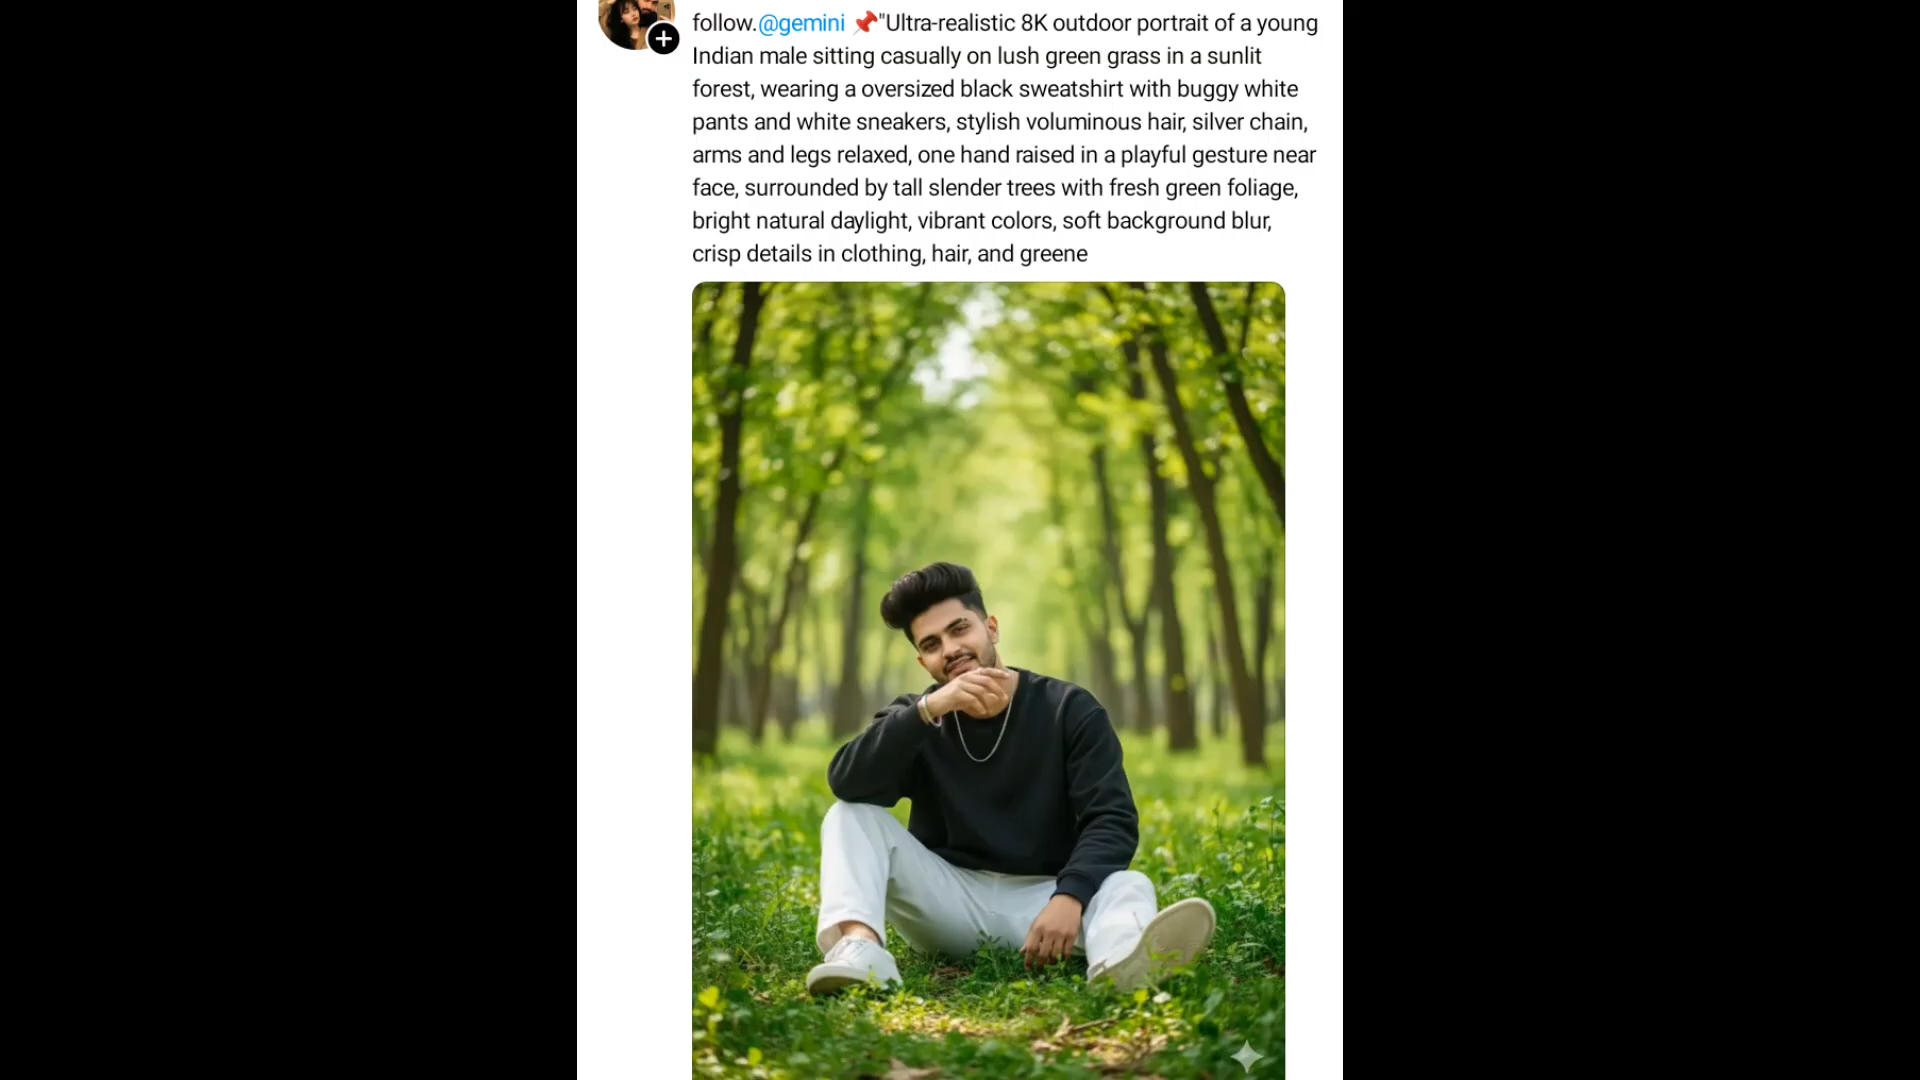 follow.@gemini 📌"Ultra-realistic 8K outdoor portrait of a young
Indian male sitting casually on lush green grass in a sunlit
forest, wearing a oversized black sweatshirt with buggy white
pants and white sneakers, stylish voluminous hair, silver chain,
arms and legs relaxed, one hand raised in a playful gesture near
face, surrounded by tall slender trees with fresh green foliage,
bright natural daylight, vibrant colors, soft background blur,
crisp details in clothing, hair, and greene